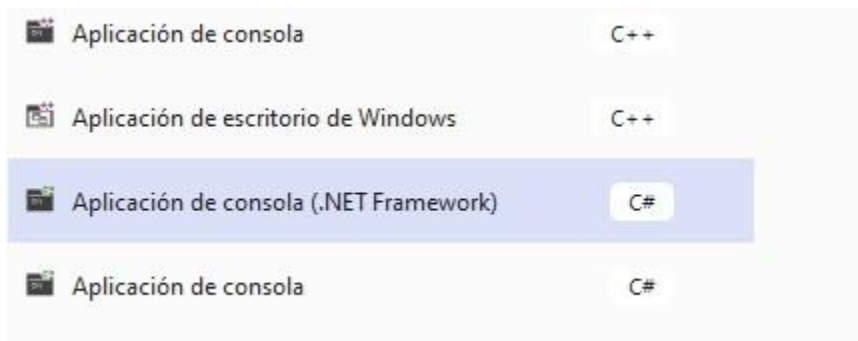 Aplicación de consola C++
Aplicación de escritorio de Windows C++
Aplicación de consola (.NET Framework) C#
Aplicación de consola C#